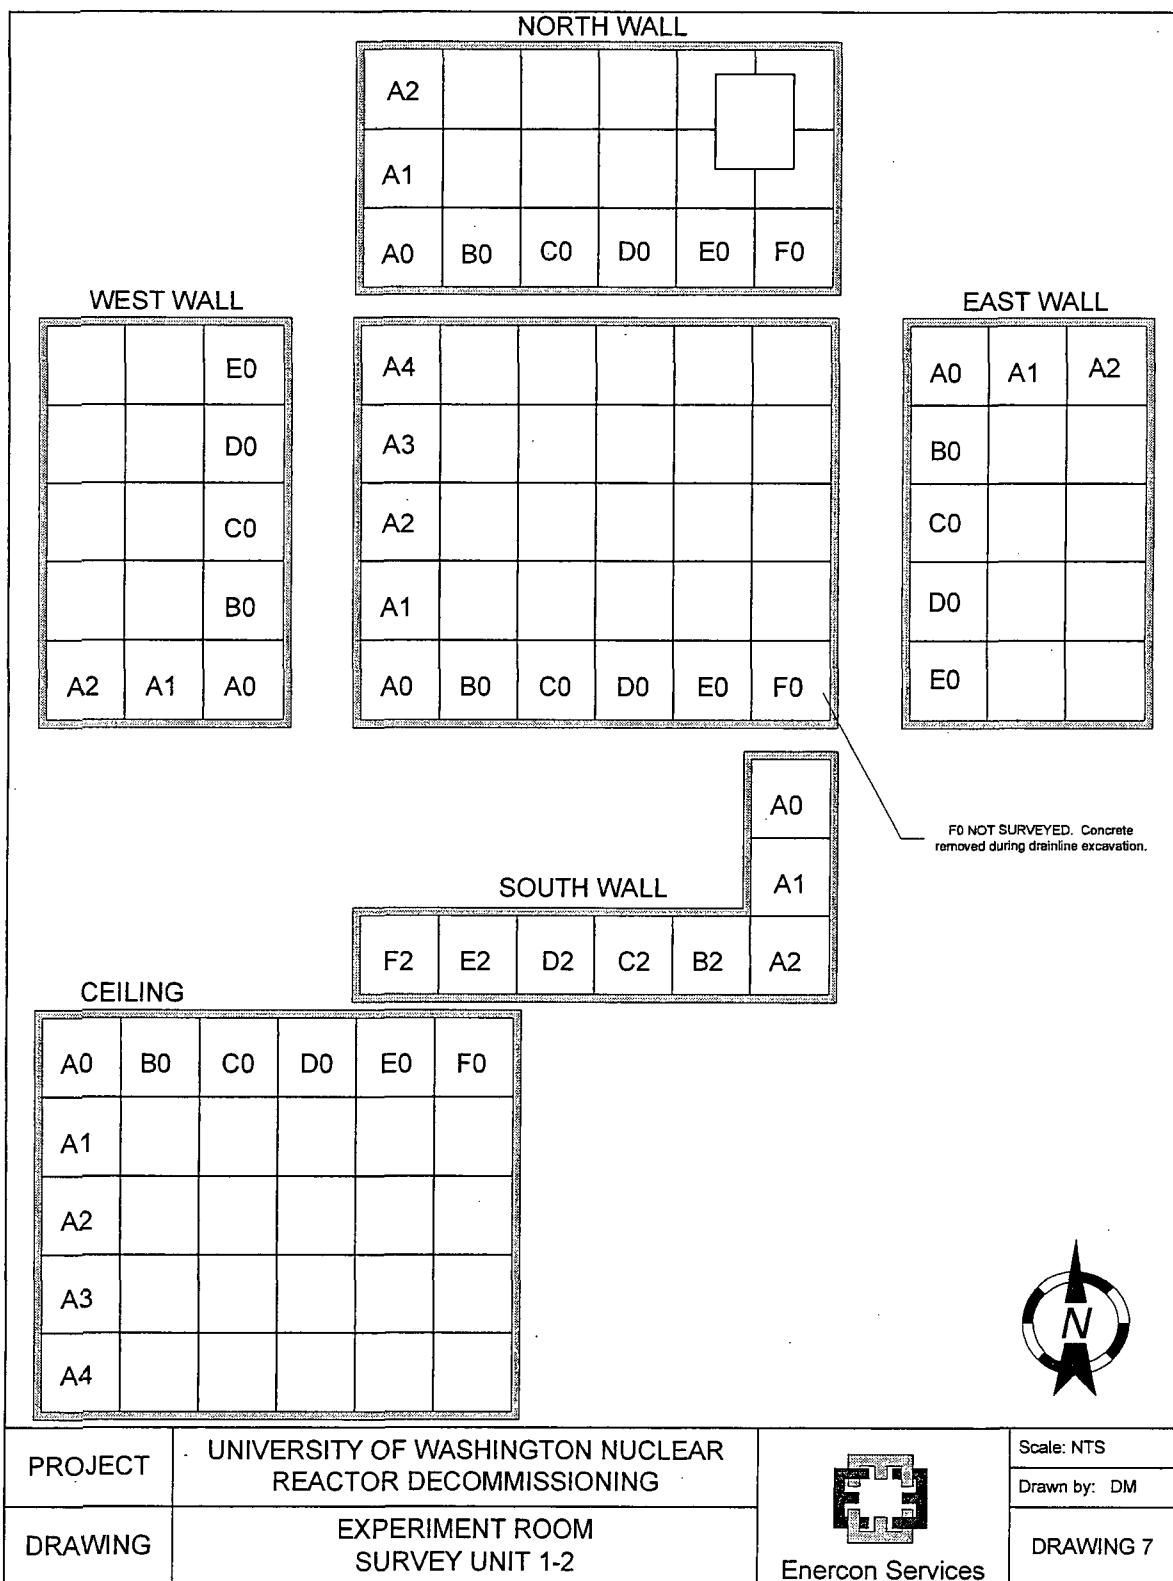 NORTH WALL
A2
A1
A0 B0 C0 D0 E0 F0
WEST WALL
E0
D0
C0
B0
A2 A1 A0
A4
A3
A2
A1
A0 B0 C0 D0 E0 F0
EAST WALL
A0 A1 A2
B0
C0
D0
E0
F0 NOT SURVEYED. Concrete
removed during drainline excavation.
SOUTH WALL
A0
A1
F2 E2 D2 C2 B2 A2
CEILING
A0 B0 C0 D0 E0 F0
A1
A2
A3
A4
N
PROJECT
UNIVERSITY OF WASHINGTON NUCLEAR
REACTOR DECOMMISSIONING
DRAWING
EXPERIMENT ROOM
SURVEY UNIT 1-2
Enercon Services
Scale: NTS
Drawn by: DM
DRAWING 7